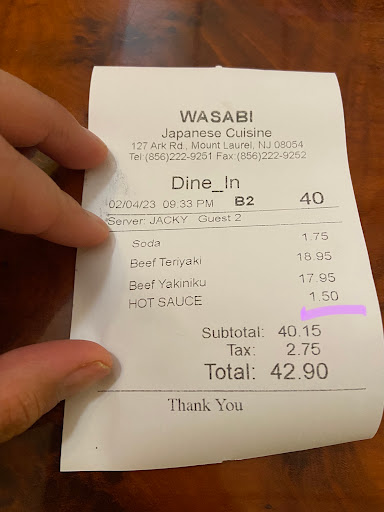 WASABI
Japanese Cuisine
127 Ark Rd., Mount Laurel, NJ 08054
Tel:(856)222-9251 Fax:(856)222-9252
Dine_In
02/04/23 09:33 PM B2 40
Server: JACKY Guest 2
Soda 1.75
Beef Teriyaki 18.95
Beef Yakiniku 17.95
HOT SAUCE 1.50
Subtotal: 40.15
Tax: 2.75
Total: 42.90
Thank You